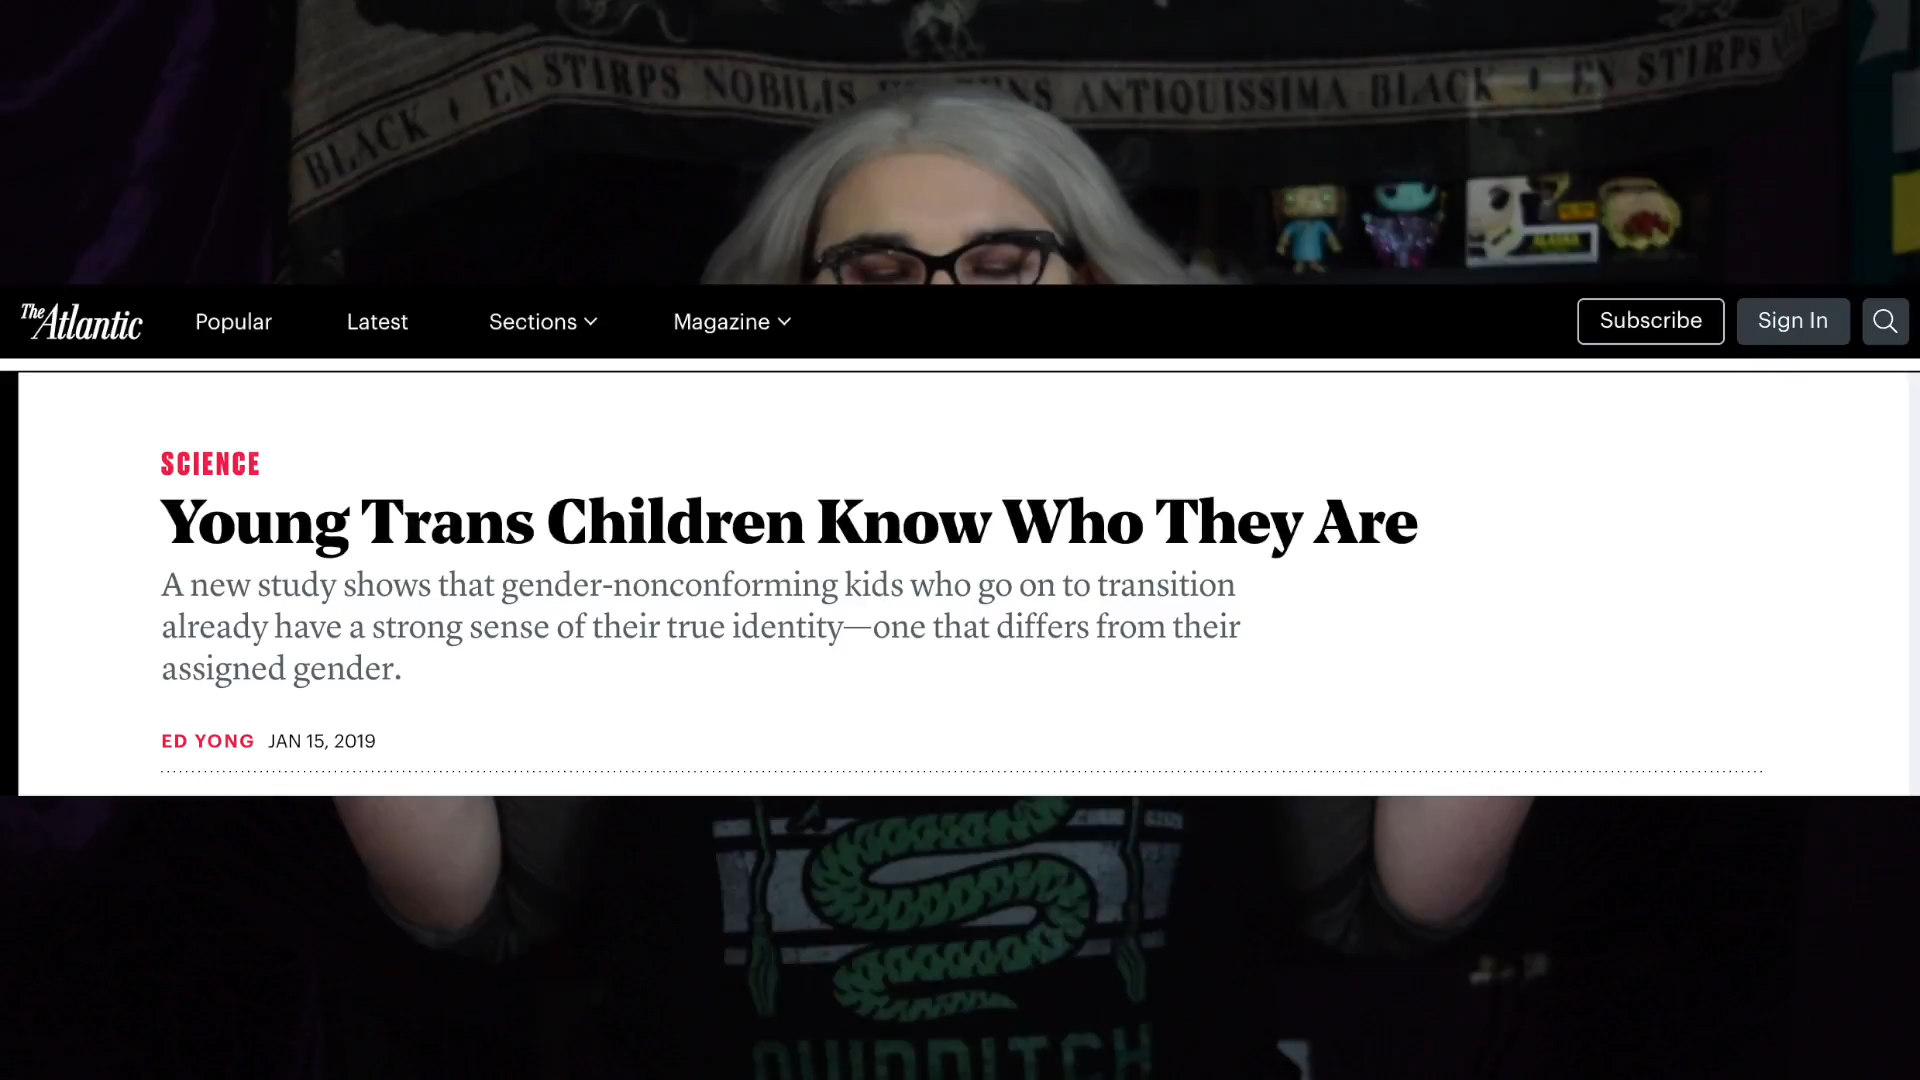 BLACK ♦ EN STIRPS NOBILIS ANTIQUISSIMA BLACK ♦ EN STIRPS
The Atlantic Popular Latest Sections Magazine Subscribe Sign In
SCIENCE
Young Trans Children Know Who They Are
A new study shows that gender-nonconforming kids who go on to transition
already have a strong sense of their true identity—one that differs from their
assigned gender.
ED YONG JAN 15, 2019
QUIDDITCH